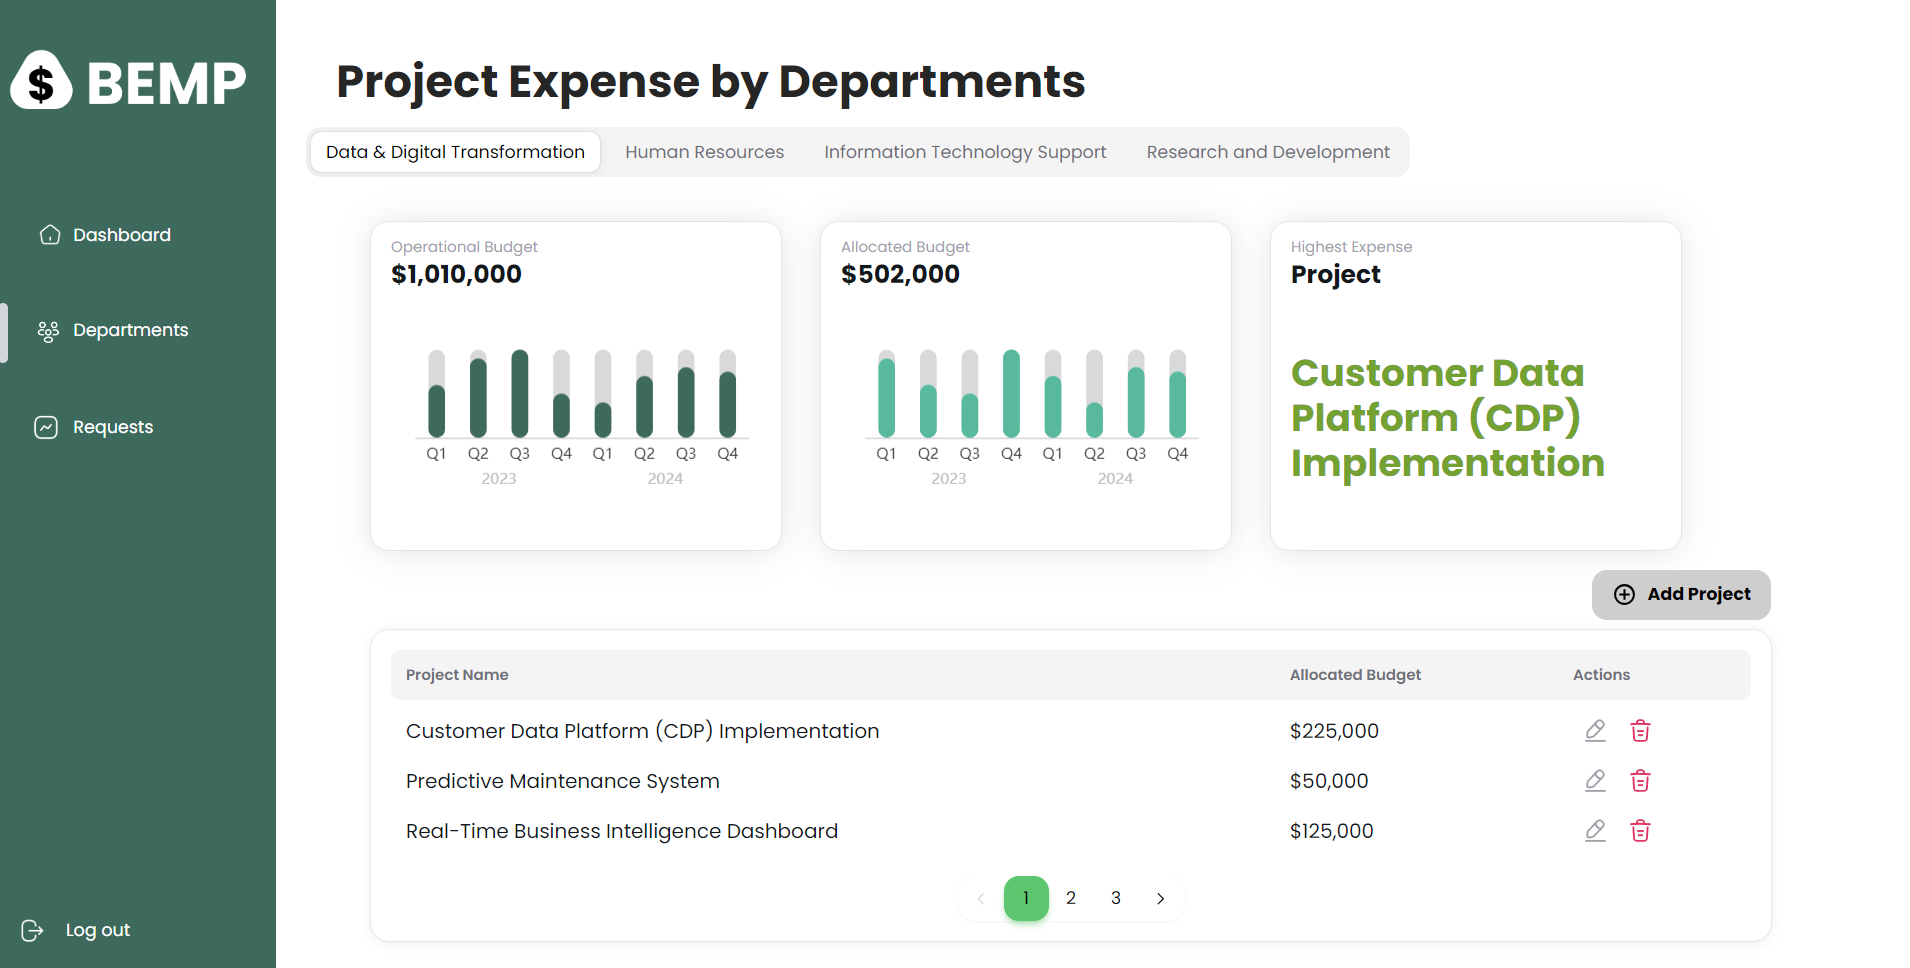 $ BEMP
Dashboard
Departments
Requests
Log out
Project Expense by Departments
Data & Digital Transformation Human Resources Information Technology Support Research and Development
Operational Budget
$1,010,000
Q1 Q2 Q3 Q4 Q1 Q2 Q3 Q4
2023 2024
Allocated Budget
$502,000
Q1 Q2 Q3 Q4 Q1 Q2 Q3 Q4
2023 2024
Highest Expense
Project
Customer Data
Platform (CDP)
Implementation
Add Project
Project Name Allocated Budget Actions
Customer Data Platform (CDP) Implementation $225,000
Predictive Maintenance System $50,000
Real-Time Business Intelligence Dashboard $125,000
1 2 3